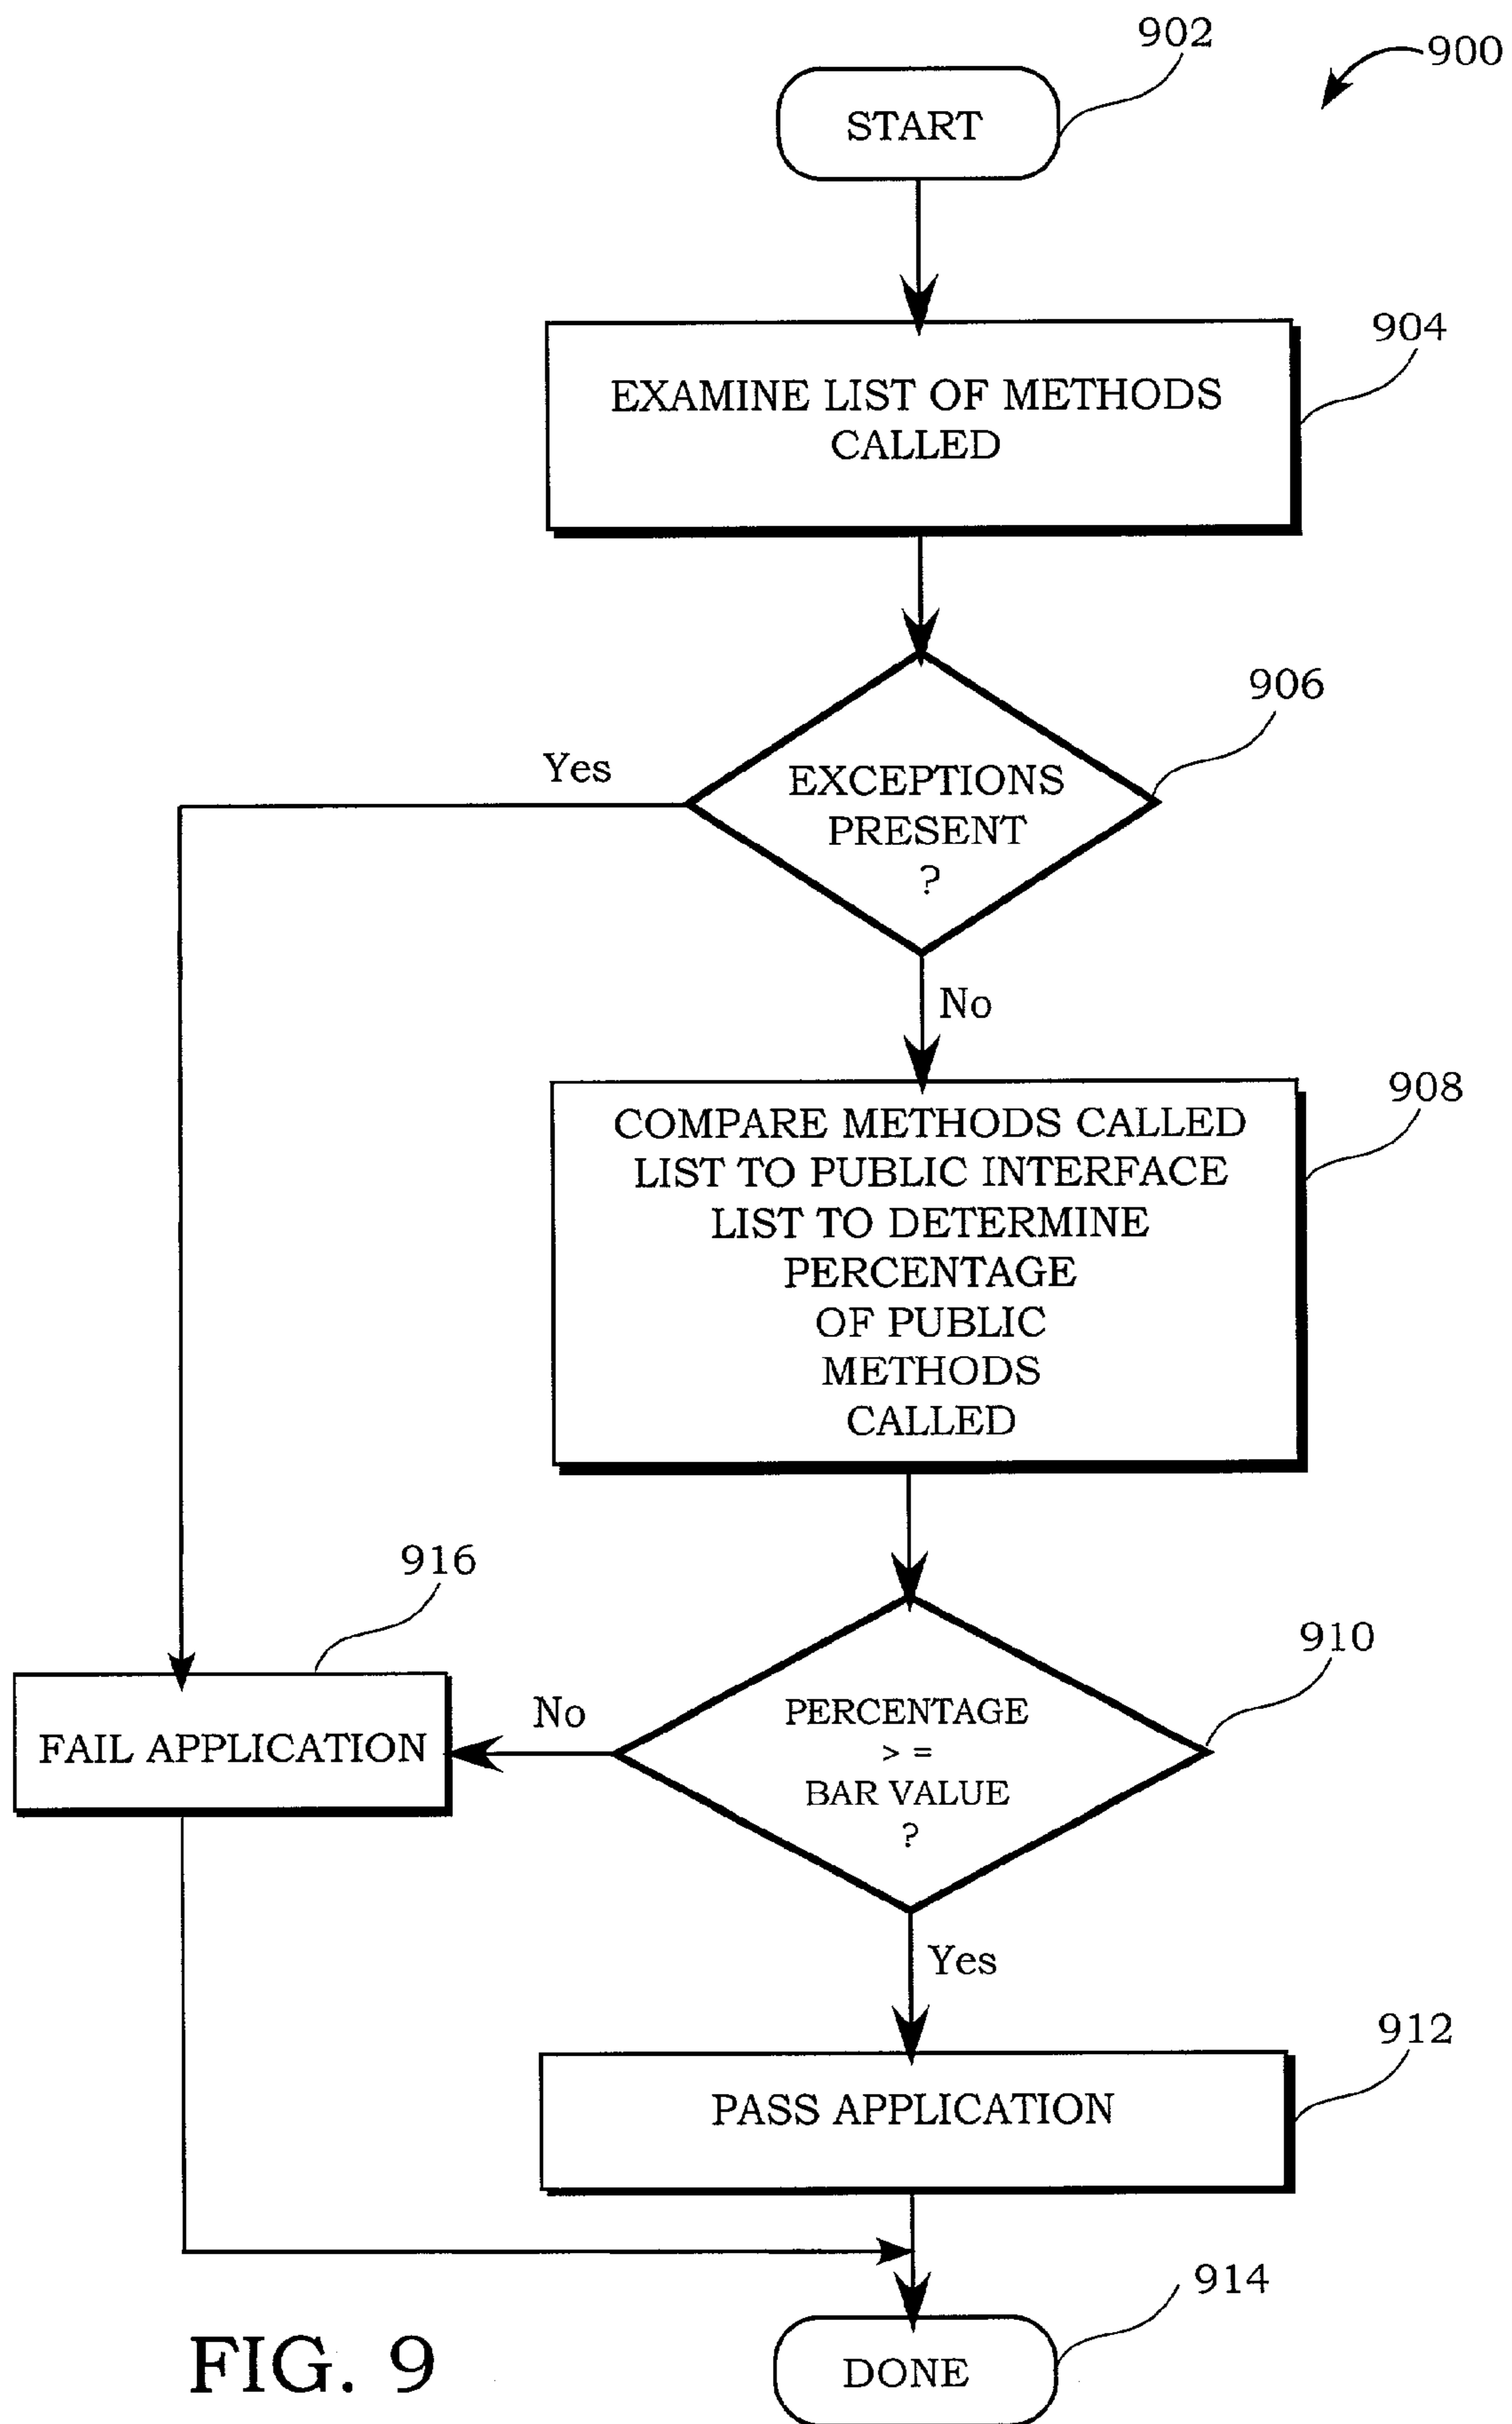 902
900
START
904
EXAMINE LIST OF METHODS
CALLED
906
Yes
EXCEPTIONS
PRESENT
?
No
908
COMPARE METHODS CALLED
LIST TO PUBLIC INTERFACE
LIST TO DETERMINE
PERCENTAGE
OF PUBLIC
METHODS
CALLED
916
910
FAIL APPLICATION
No
PERCENTAGE
> =
BAR VALUE
?
Yes
912
PASS APPLICATION
914
DONE
FIG. 9